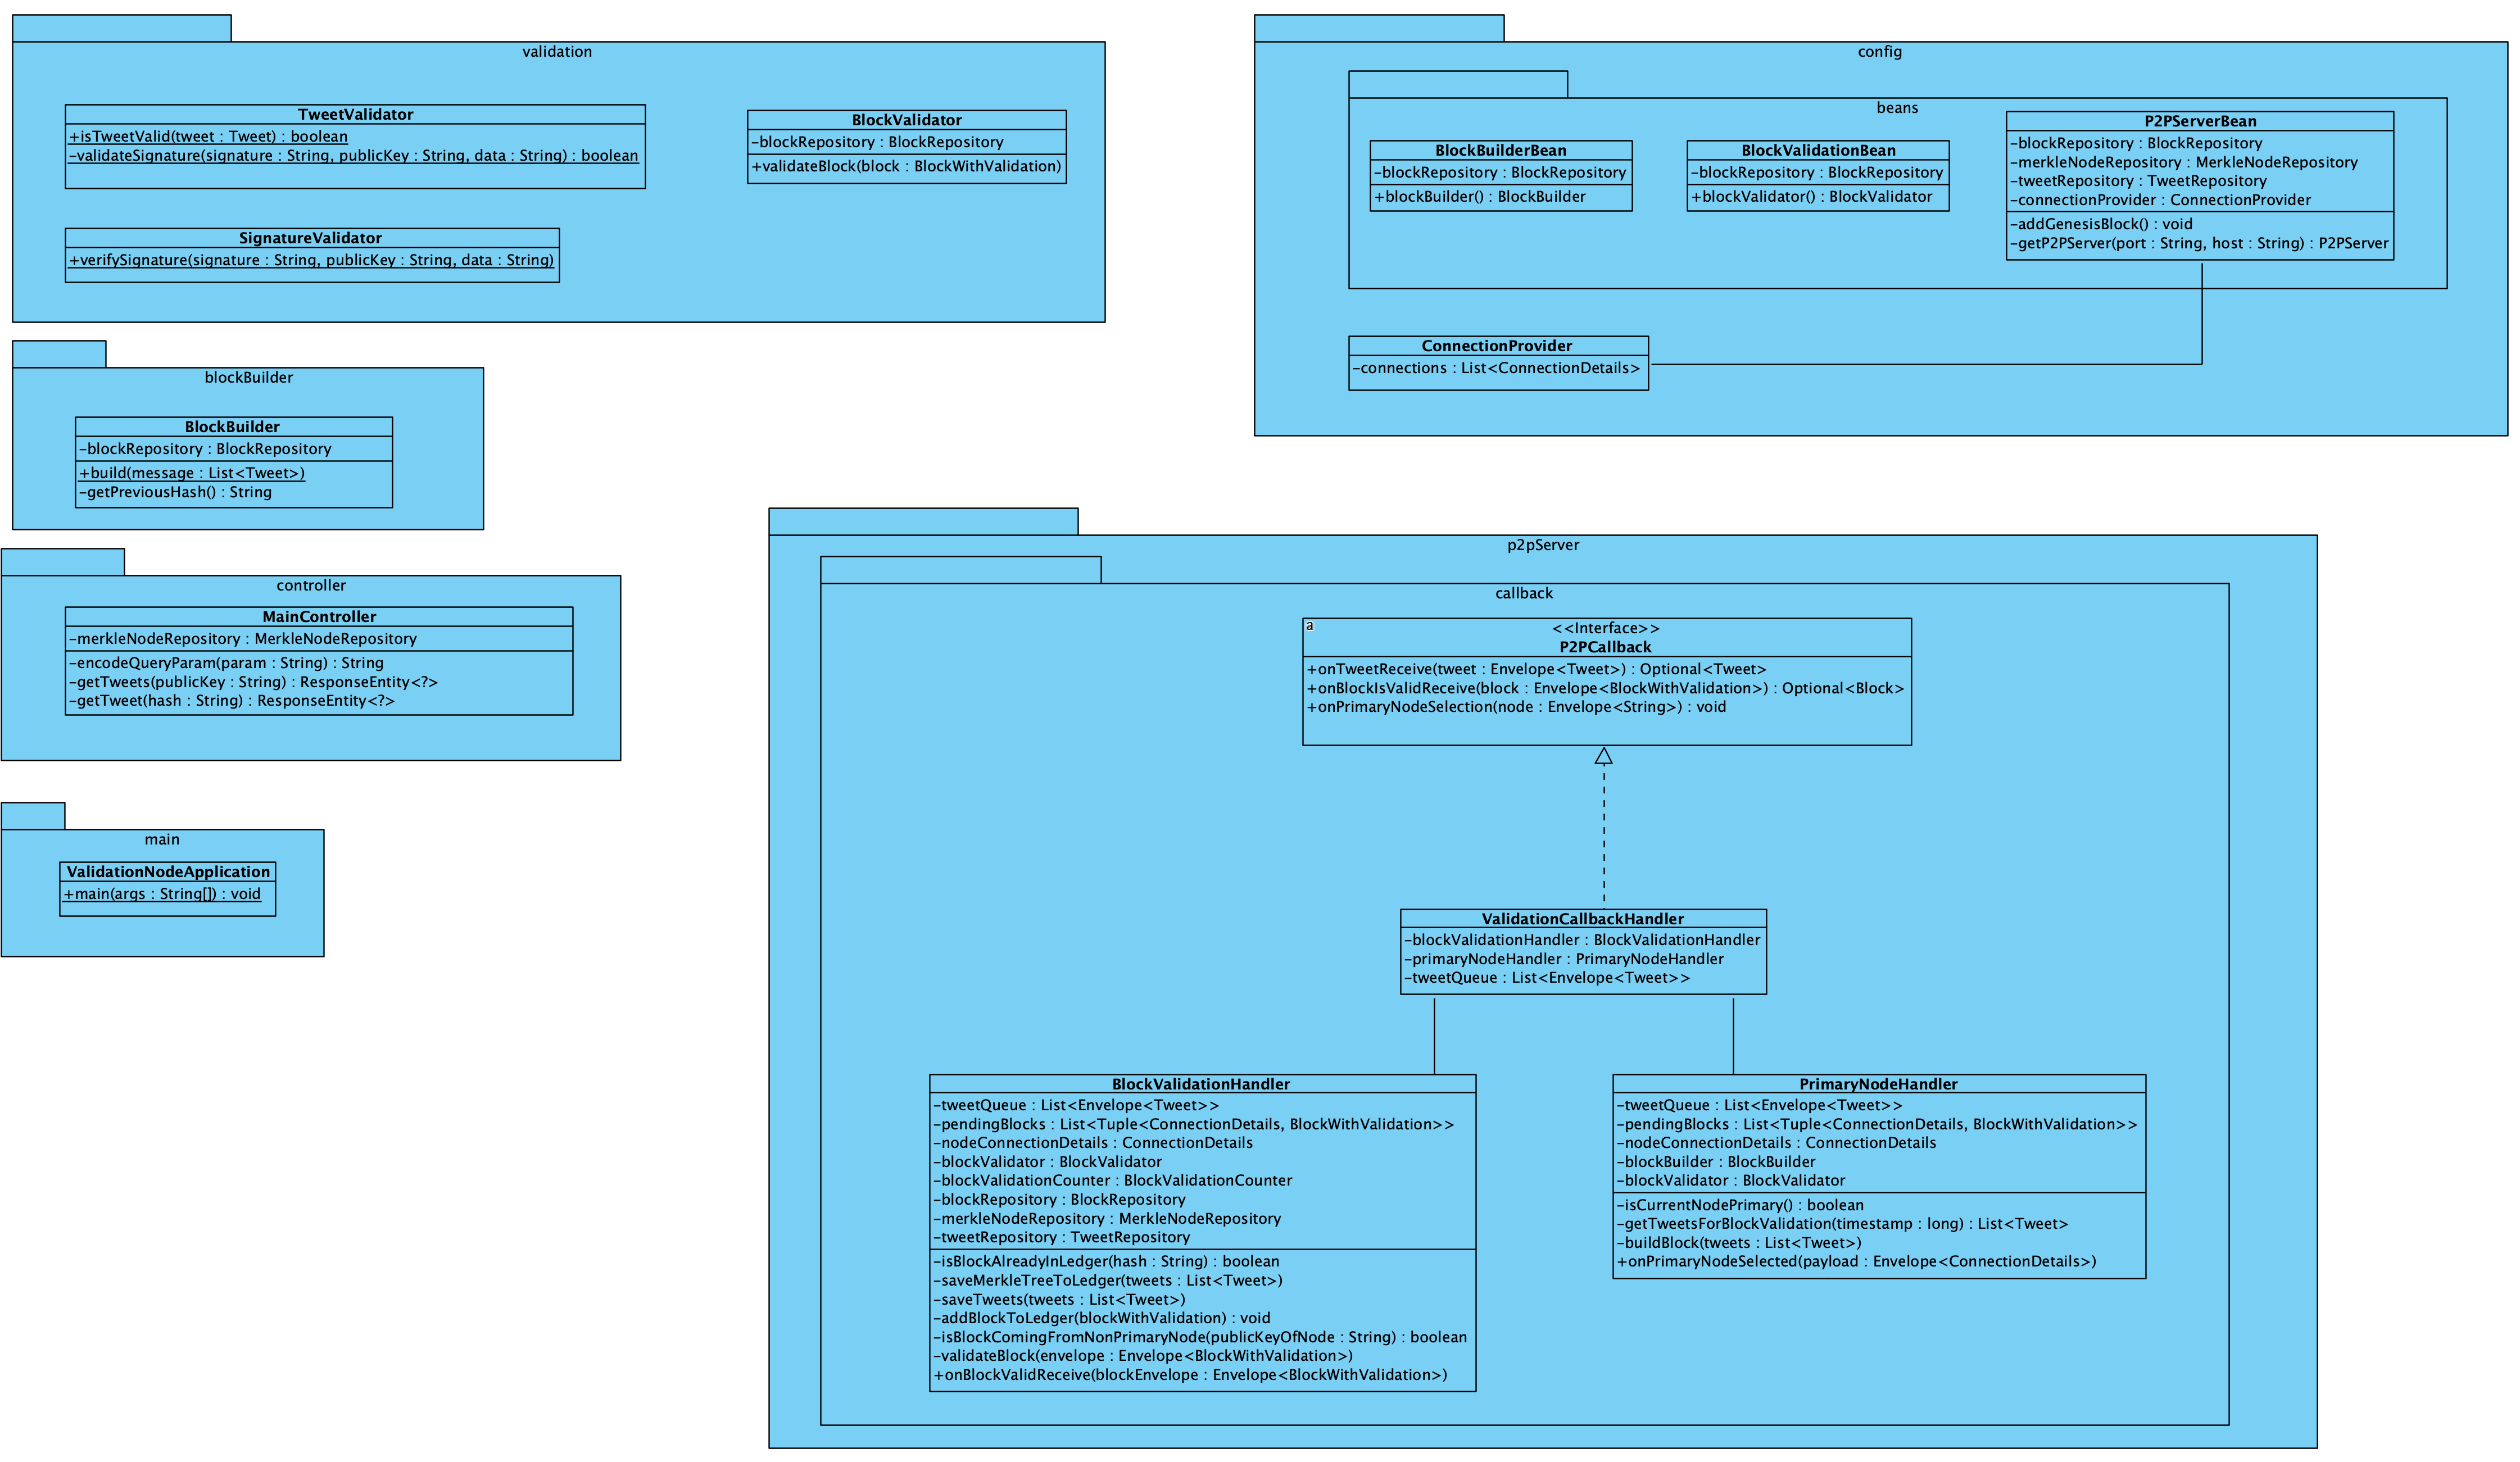 validation
TweetValidator
+isTweetValid(tweet : Tweet) : boolean
-validateSignature(signature : String, publicKey : String, data : String) : boolean
BlockValidator
-blockRepository : BlockRepository
+validateBlock(block : BlockWithValidation)
SignatureValidator
+verifySignature(signature : String, publicKey : String, data : String)
config
beans
BlockBuilderBean
-blockRepository : BlockRepository
+blockBuilder() : BlockBuilder
BlockValidationBean
-blockRepository : BlockRepository
+blockValidator() : BlockValidator
P2PServerBean
-blockRepository : BlockRepository
-merkleNodeRepository : MerkleNodeRepository
-tweetRepository : TweetRepository
-connectionProvider : ConnectionProvider
-addGenesisBlock() : void
-getP2PServer(port : String, host : String) : P2PServer
ConnectionProvider
-connections : List<ConnectionDetails>
blockBuilder
BlockBuilder
-blockRepository : BlockRepository
+build(message : List<Tweet>)
-getPreviousHash() : String
controller
MainController
-merkleNodeRepository : MerkleNodeRepository
-encodeQueryParam(param : String) : String
-getTweets(publicKey : String) : ResponseEntity<?>
-getTweet(hash : String) : ResponseEntity<?>
main
ValidationNodeApplication
+main(args : String[]) : void
p2pServer
callback
a
<<Interface>>
P2PCallback
+onTweetReceive(tweet : Envelope<Tweet>) : Optional<Tweet>
+onBlockIsValidReceive(block : Envelope<BlockWithValidation>) : Optional<Block>
+onPrimaryNodeSelection(node : Envelope<String>) : void
ValidationCallbackHandler
-blockValidationHandler : BlockValidationHandler
-primaryNodeHandler : PrimaryNodeHandler
-tweetQueue : List<Envelope<Tweet>>
BlockValidationHandler
-tweetQueue : List<Envelope<Tweet>>
-pendingBlocks : List<Tuple<ConnectionDetails, BlockWithValidation>>
-nodeConnectionDetails : ConnectionDetails
-blockValidator : BlockValidator
-blockValidationCounter : BlockValidationCounter
-blockRepository : BlockRepository
-merkleNodeRepository : MerkleNodeRepository
-tweetRepository : TweetRepository
-isBlockAlreadyInLedger(hash : String) : boolean
-saveMerkleTreeToLedger(tweets : List<Tweet>)
-saveTweets(tweets : List<Tweet>)
-addBlockToLedger(blockWithValidation) : void
-isBlockComingFromNonPrimaryNode(publicKeyOfNode : String) : boolean
-validateBlock(envelope : Envelope<BlockWithValidation>)
+onBlockValidReceive(blockEnvelope : Envelope<BlockWithValidation>)
PrimaryNodeHandler
-tweetQueue : List<Envelope<Tweet>>
-pendingBlocks : List<Tuple<ConnectionDetails, BlockWithValidation>>
-nodeConnectionDetails : ConnectionDetails
-blockBuilder : BlockBuilder
-blockValidator : BlockValidator
-isCurrentNodePrimary() : boolean
-getTweetsForBlockValidation(timestamp : long) : List<Tweet>
-buildBlock(tweets : List<Tweet>)
+onPrimaryNodeSelected(payload : Envelope<ConnectionDetails>)